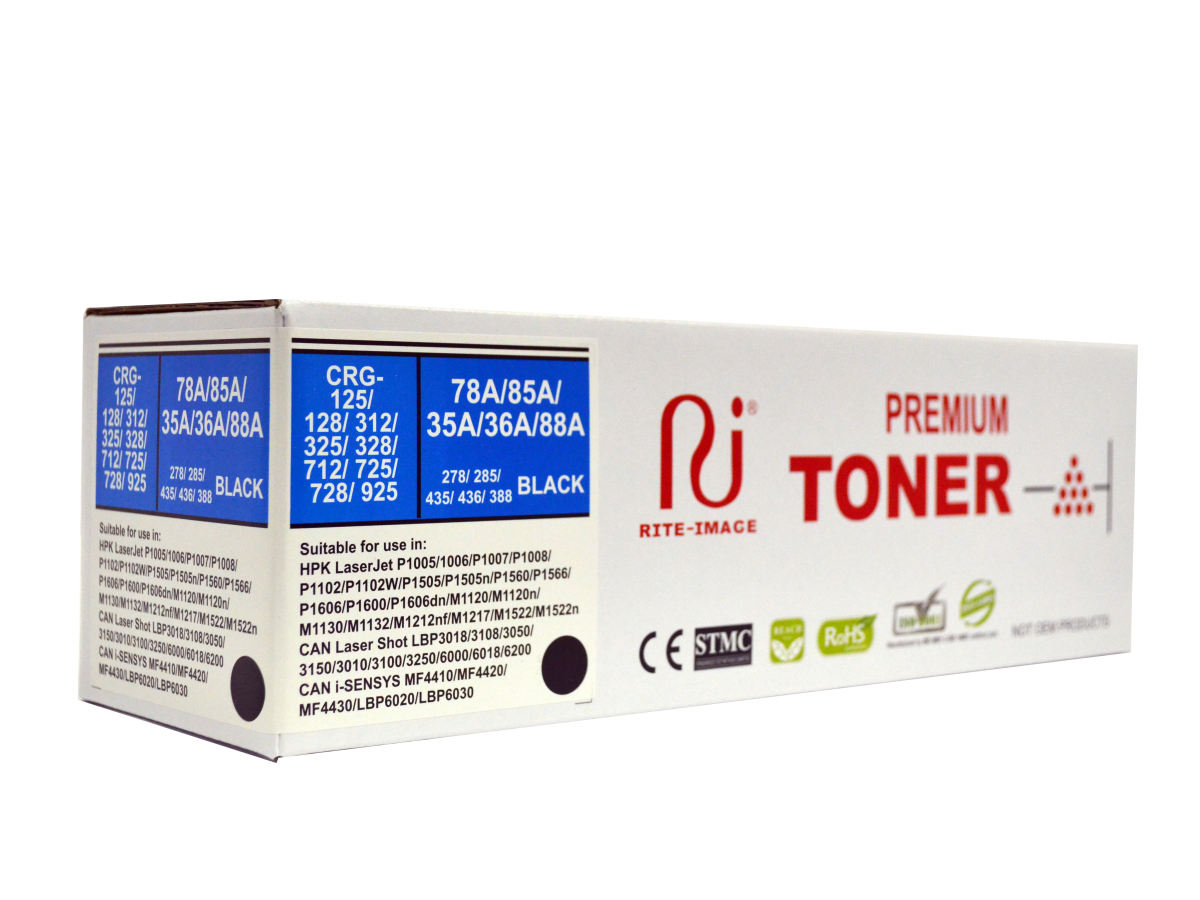 CRG-
125/
128/ 312/
325/ 328/
712/ 725/
728/ 925
78A/85A/
35A/36A/88A
278/ 285/
435/ 436/ 388
BLACK
Suitable for use in:
HPK LaserJet P1005/1006/P1007/P1008/
P1102/P1102W/P1505/P1505n/P1560/P1566/
P1606/P1600/P1606dn/M1120/M1120n/
M1130/M1132/M1212nf/M1217/M1522/M1522n
CAN Laser Shot LBP3018/3108/3050/
3150/3010/3100/3250/6000/6018/6200
CAN i-SENSYS MF4410/MF4420/
MF4430/LBP6020/LBP6030
CRG-
125/
128/ 312/
325/ 328/
712/ 725/
728/ 925
78A/85A/
35A/36A/88A
278/ 285/
435/ 436/ 388
BLACK
Suitable for use in:
HPK LaserJet P1005/1006/P1007/P1008/
P1102/P1102W/P1505/P1505n/P1560/P1566/
P1606/P1600/P1606dn/M1120/M1120n/
M1130/M1132/M1212nf/M1217/M1522/M1522n
CAN Laser Shot LBP3018/3108/3050/
3150/3010/3100/3250/6000/6018/6200
CAN i-SENSYS MF4410/MF4420/
MF4430/LBP6020/LBP6030
Ri®
RITE-IMAGE
PREMIUM
TONER
CE
STMC
REACH
RoHS
NOT OEM PRODUCTS